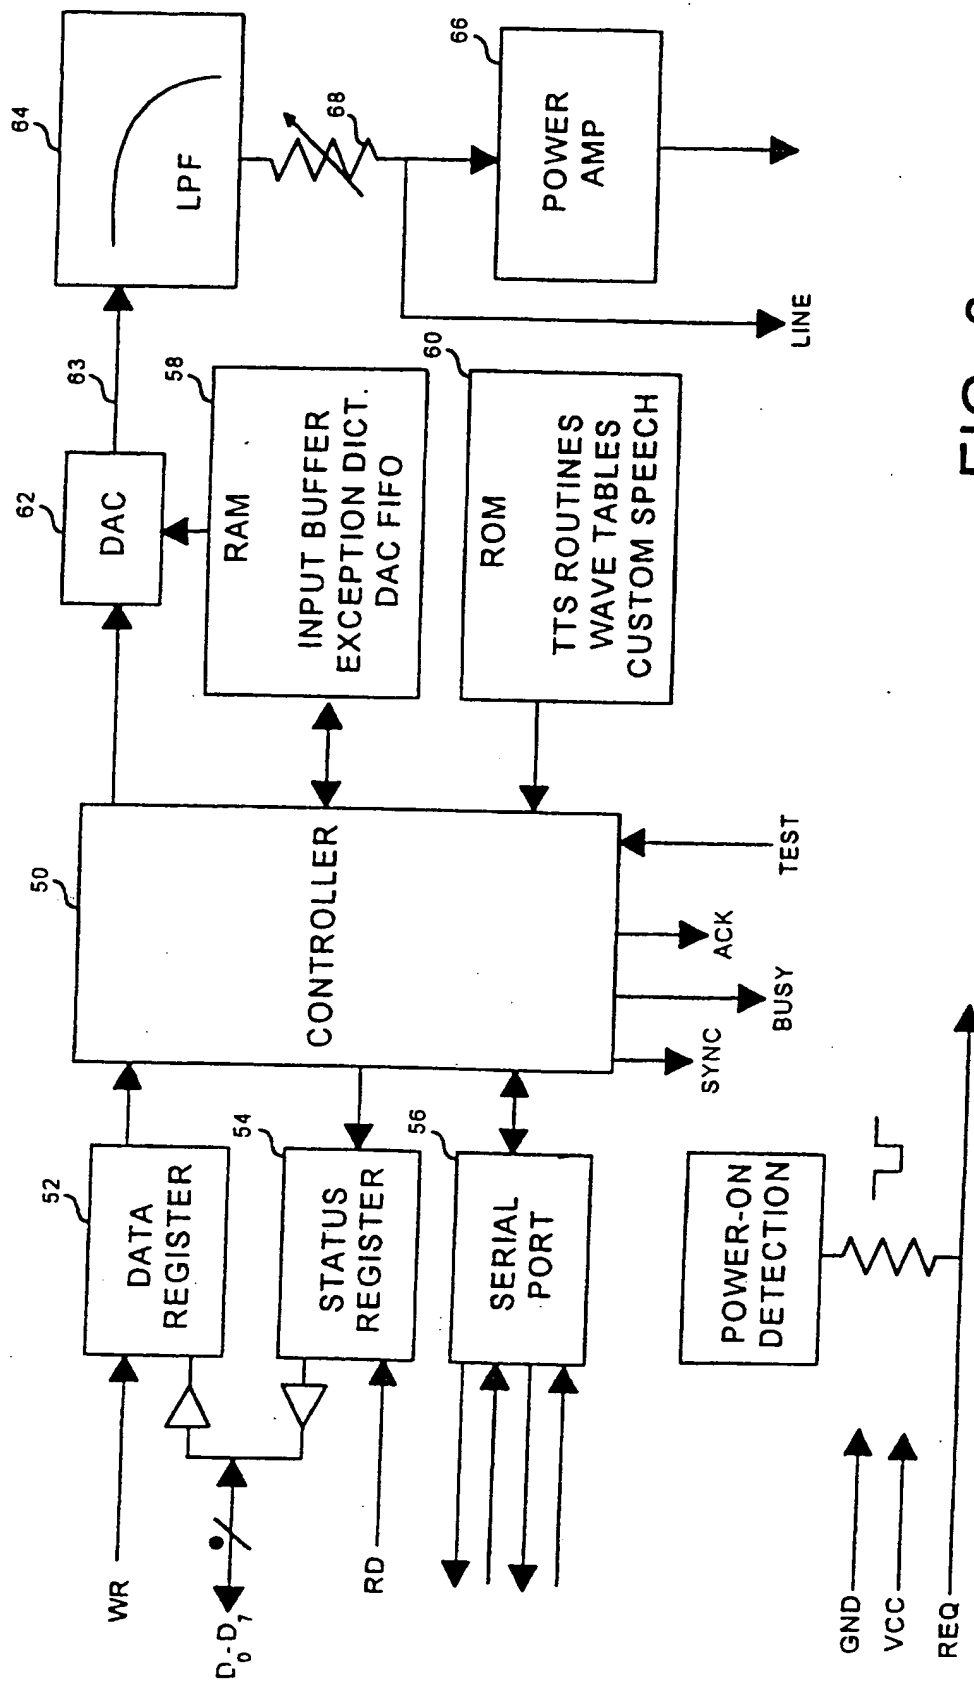 64
LPF
68
66
POWER
AMP
LINE
63
62
DAC
58
RAM
INPUT BUFFER
EXCEPTION DICT.
DAC FIFO
60
ROM
TTS ROUTINES
WAVE TABLES
CUSTOM SPEECH
50
CONTROLLER
SYNC
BUSY
ACK
TEST
52
DATA
REGISTER
54
STATUS
REGISTER
56
SERIAL
PORT
POWER-ON
DETECTION
WR
D0-D7
RD
GND
VCC
REQ
FIG.